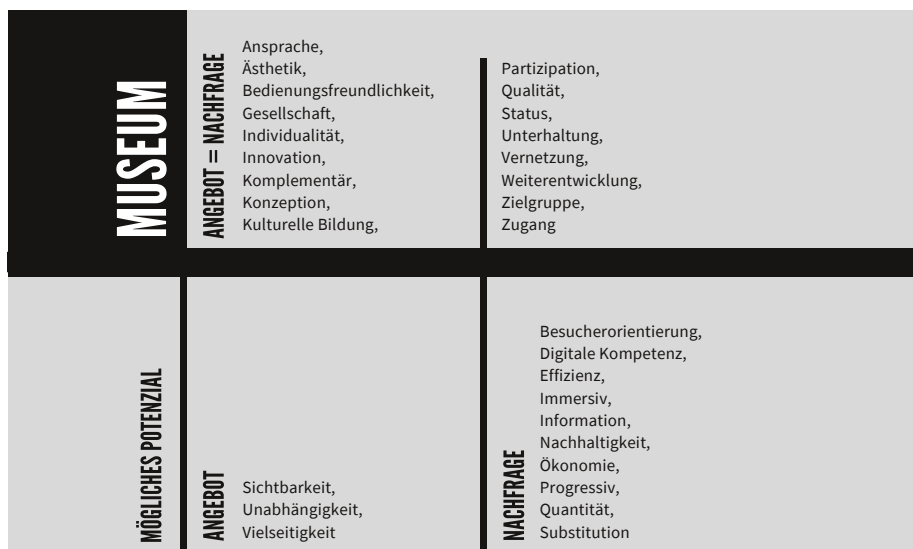 MUSEUM
ANGEBOT = NACHFRAGE
Ansprache,
Ästhetik,
Bedienungsfreundlichkeit,
Gesellschaft,
Individualität,
Innovation,
Komplementär,
Konzeption,
Kulturelle Bildung,
Partizipation,
Qualität,
Status,
Unterhaltung,
Vernetzung,
Weiterentwicklung,
Zielgruppe,
Zugang
MÖGLICHES POTENZIAL
ANGEBOT
Sichtbarkeit,
Unabhängigkeit,
Vielseitigkeit
NACHFRAGE
Besucherorientierung,
Digitale Kompetenz,
Effizienz,
Immersiv,
Information,
Nachhaltigkeit,
Ökonomie,
Progressiv,
Quantität,
Substitution